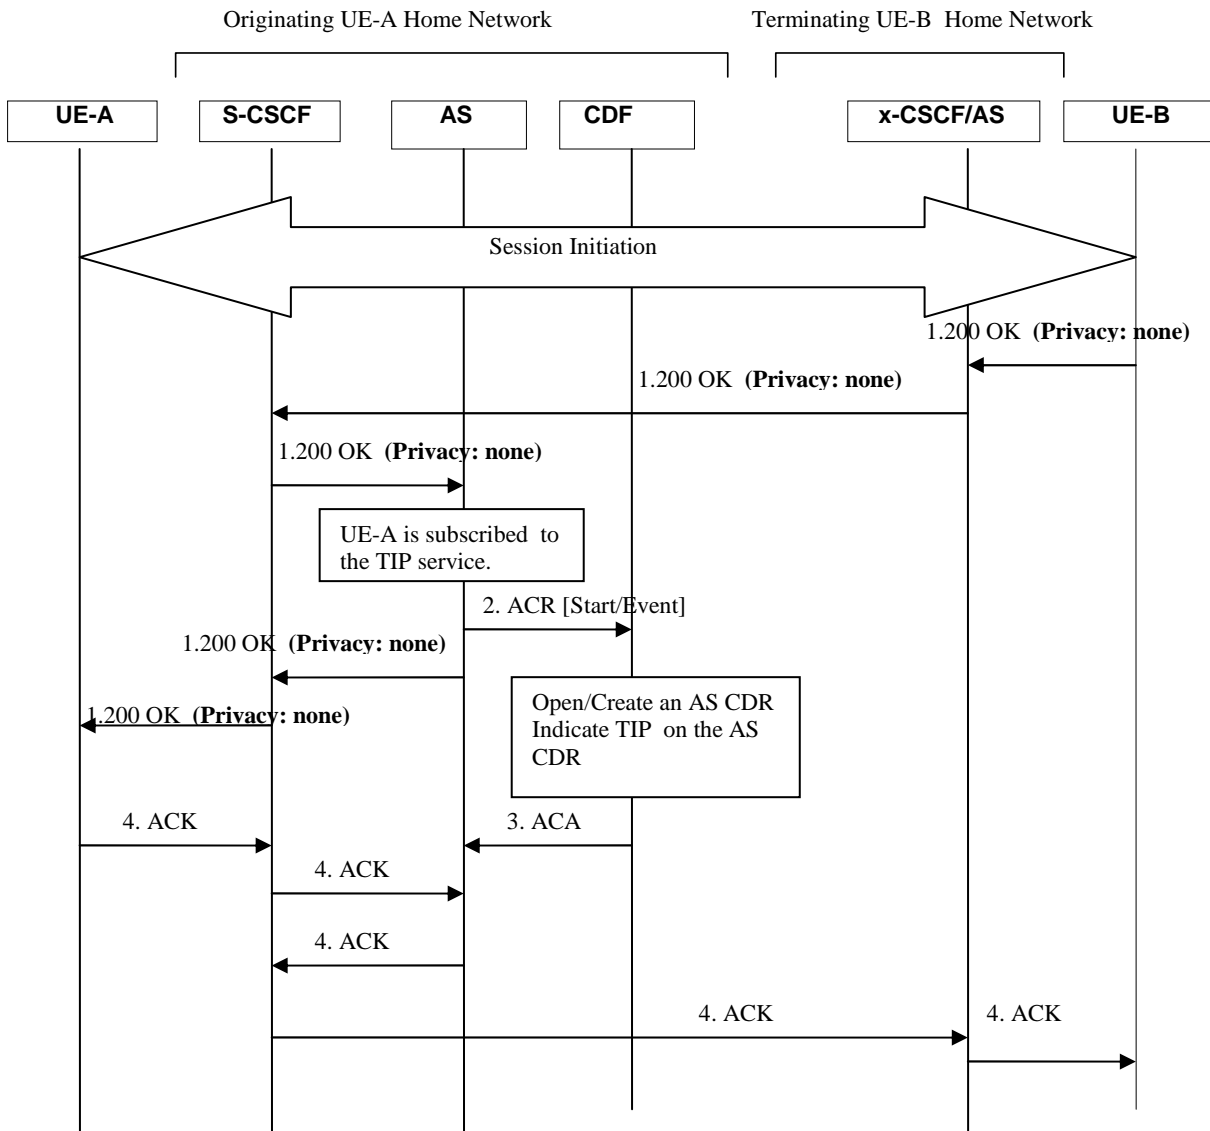 Originating UE-A Home Network
Terminating UE-B  Home Network
UE-A
S-CSCF
AS
CDF
x-CSCF/AS
UE-B
Session Initiation
1.200 OK  (Privacy: none)
1.200 OK  (Privacy: none)
1.200 OK  (Privacy: none)
UE-A is subscribed  to
the TIP service.
2. ACR [Start/Event]
1.200 OK  (Privacy: none)
1.200 OK  (Privacy: none)
Open/Create an AS CDR
Indicate TIP  on the AS
CDR
4. ACK
3. ACA
4. ACK
4. ACK
4. ACK
4. ACK